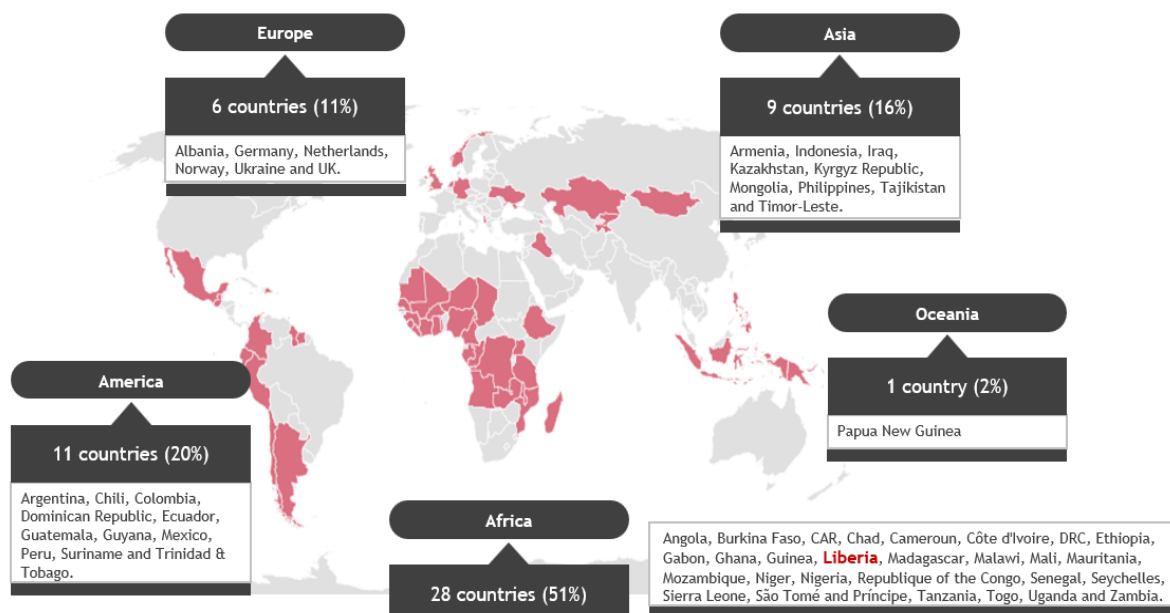 Europe
6 countries (11%)
Albania, Germany, Netherlands,
Norway, Ukraine and UK.
Asia
9 countries (16%)
Armenia, Indonesia, Iraq,
Kazakhstan, Kyrgyz Republic,
Mongolia, Philippines, Tajikistan
and Timor-Leste.
Oceania
1 country (2%)
Papua New Guinea
America
11 countries (20%)
Argentina, Chili, Colombia,
Dominican Republic, Ecuador,
Guatemala, Guyana, Mexico,
Peru, Suriname and Trinidad &
Tobago.
Africa
28 countries (51%)
Angola, Burkina Faso, CAR, Chad, Cameroun, Côte d'Ivoire, DRC, Ethiopia,
Gabon, Ghana, Guinea, Liberia, Madagascar, Malawi, Mali, Mauritania,
Mozambique, Niger, Nigeria, Republique of the Congo, Senegal, Seychelles,
Sierra Leone, São Tomé and Príncipe, Tanzania, Togo, Uganda and Zambia.